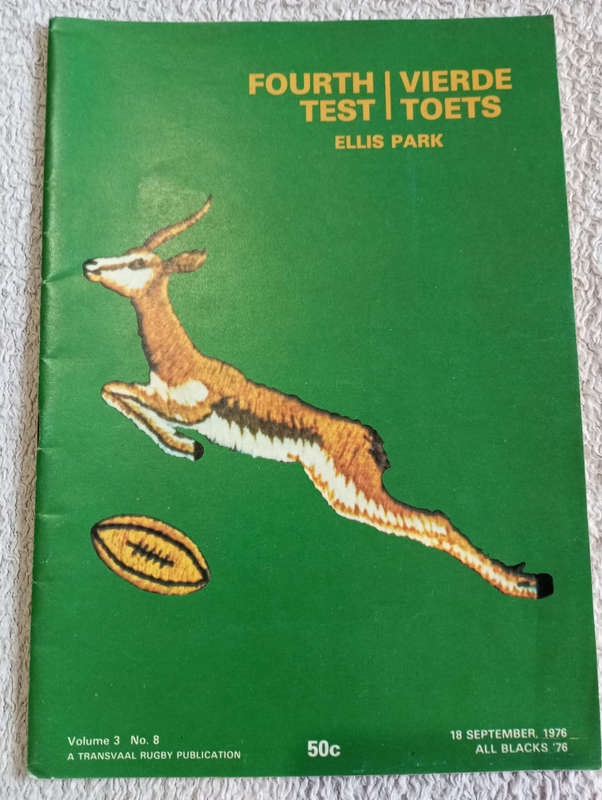 FOURTH | VIERDE
TEST | TOETS
ELLIS PARK
Volume 3 No. 8
A TRANSVAAL RUGBY PUBLICATION
50c
18 SEPTEMBER, 1976
ALL BLACKS '76